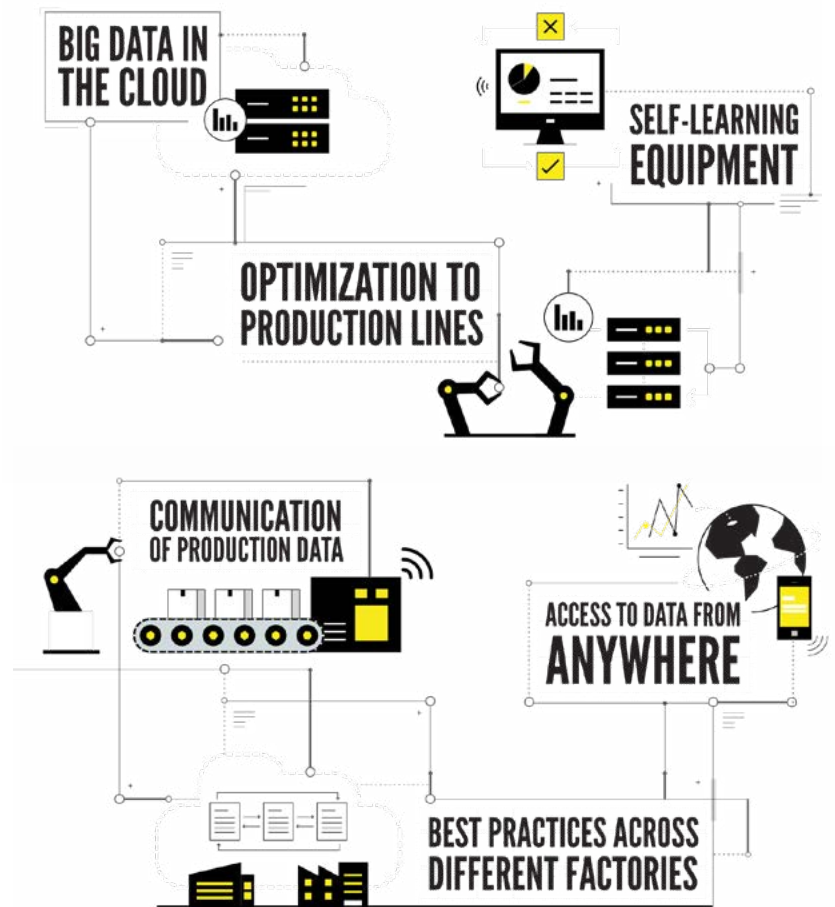 BIG DATA IN
THE CLOUD
SELF-LEARNING
EQUIPMENT
OPTIMIZATION TO
PRODUCTION LINES
COMMUNICATION
OF PRODUCTION DATA
ACCESS TO DATA FROM
ANYWHERE
BEST PRACTICES ACROSS
DIFFERENT FACTORIES